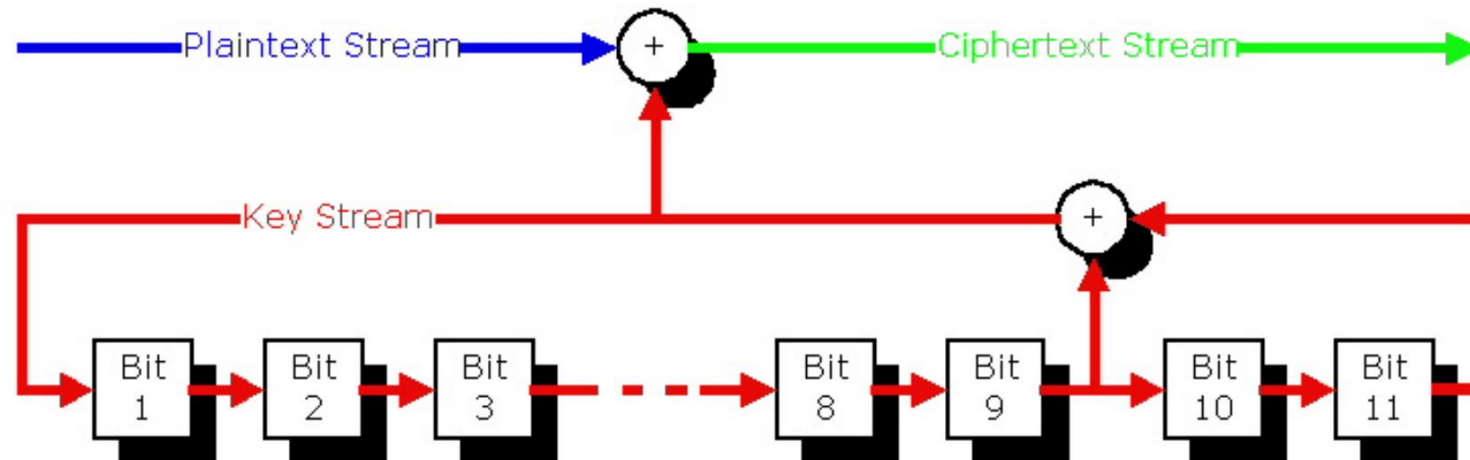 Plaintext Stream
+
Ciphertext Stream
Key Stream
+
Bit
1
Bit
2
Bit
3
Bit
8
Bit
9
Bit
10
Bit
11